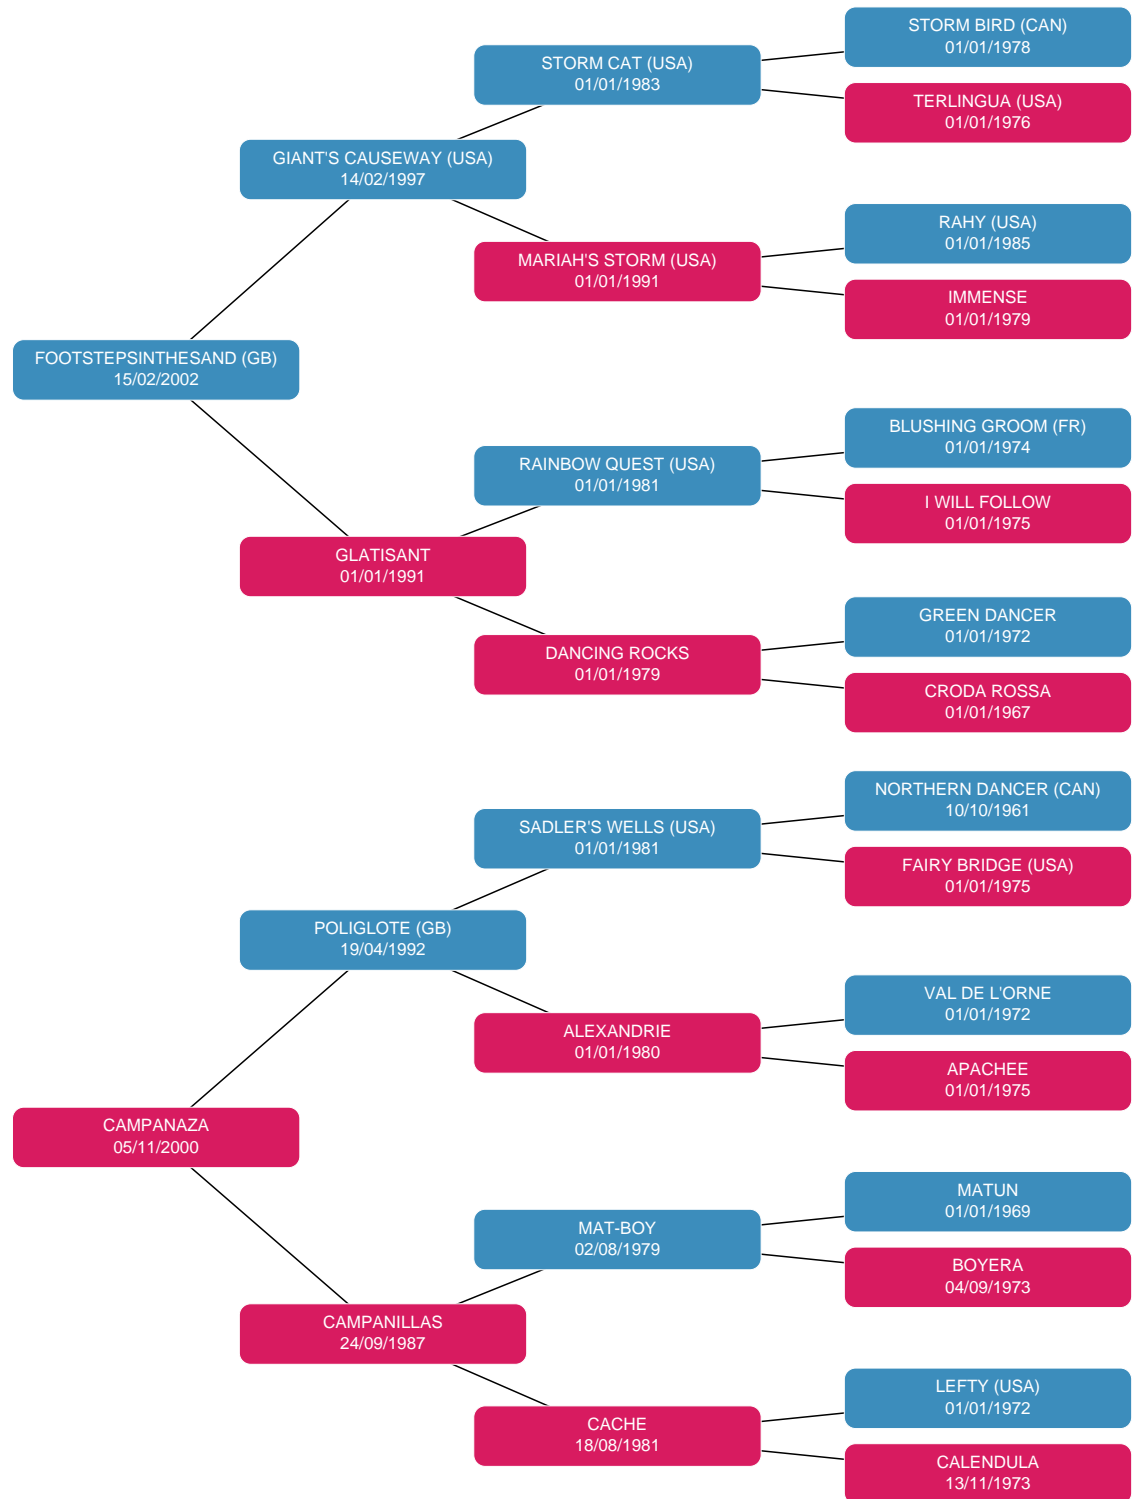 STORM BIRD (CAN)
01/01/1978
STORM CAT (USA)
01/01/1983
TERLINGUA (USA)
01/01/1976
GIANT'S CAUSEWAY (USA)
14/02/1997
RAHY (USA)
01/01/1985
MARIAH'S STORM (USA)
01/01/1991
IMMENSE
01/01/1979
FOOTSTEPSINTHESAND (GB)
15/02/2002
BLUSHING GROOM (FR)
01/01/1974
RAINBOW QUEST (USA)
01/01/1981
I WILL FOLLOW
01/01/1975
GLATISANT
01/01/1991
GREEN DANCER
01/01/1972
DANCING ROCKS
01/01/1979
CRODA ROSSA
01/01/1967
NORTHERN DANCER (CAN)
10/10/1961
SADLER'S WELLS (USA)
01/01/1981
FAIRY BRIDGE (USA)
01/01/1975
POLIGLOTE (GB)
19/04/1992
VAL DE L'ORNE
01/01/1972
ALEXANDRIE
01/01/1980
APACHEE
01/01/1975
CAMPANAZA
05/11/2000
MATUN
01/01/1969
MAT-BOY
02/08/1979
BOYERA
04/09/1973
CAMPANILLAS
24/09/1987
LEFTY (USA)
01/01/1972
CACHE
18/08/1981
CALENDULA
13/11/1973